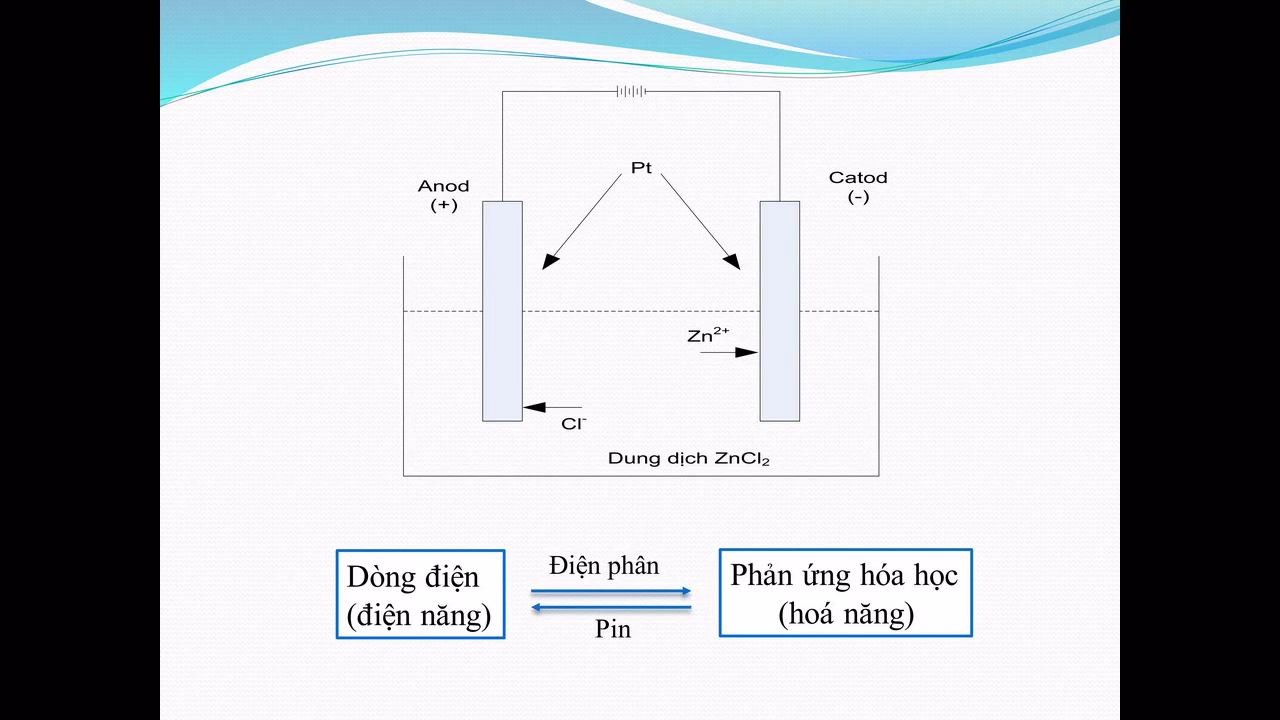 Pt
Anod
(+)
Catod
(-)
Zn²⁺
Cl⁻
Dung dịch ZnCl₂
Dòng điện
(điện năng)
Điện phân
Pin
Phản ứng hóa học
(hoá năng)